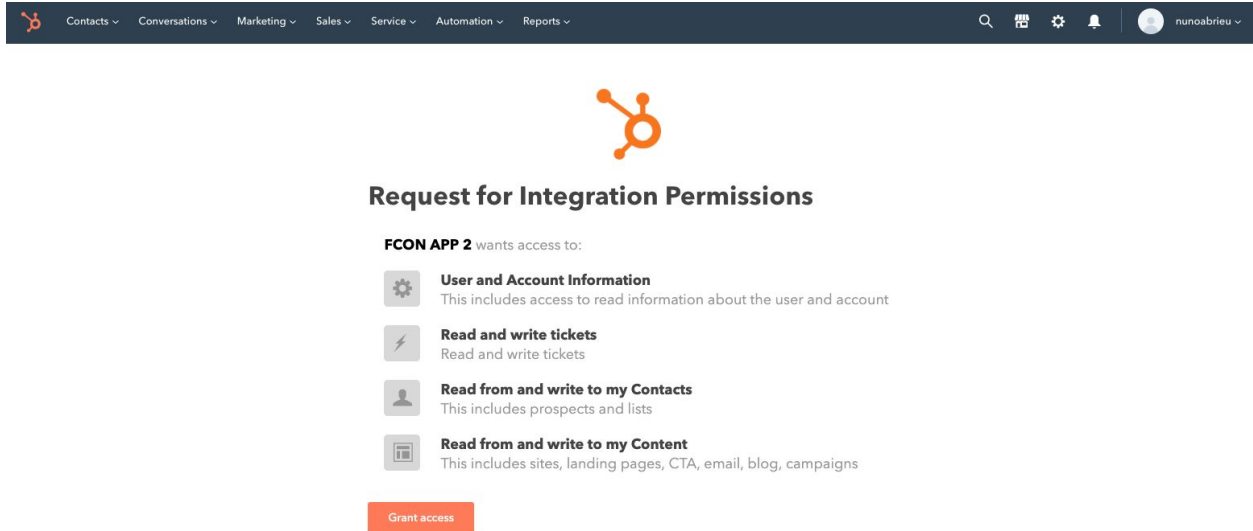 Contacts Conversations Marketing Sales Service Automation Reports nunoabrieu
Request for Integration Permissions
FCON APP 2 wants access to:
User and Account Information
This includes access to read information about the user and account
Read and write tickets
Read and write tickets
Read from and write to my Contacts
This includes prospects and lists
Read from and write to my Content
This includes sites, landing pages, CTA, email, blog, campaigns
Grant access